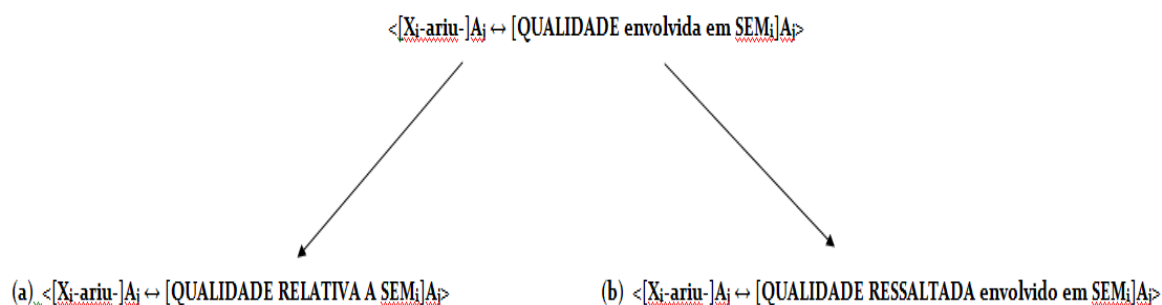 <[Xi-ariu-]Aj ↔ [QUALIDADE envolvida em SEMi]Aj>
(a) <[Xi-ariu-]Aj ↔ [QUALIDADE RELATIVA A SEMi]Aj>
(b) <[Xi-ariu-]Aj ↔ [QUALIDADE RESSALTADA envolvido em SEMi]Aj>